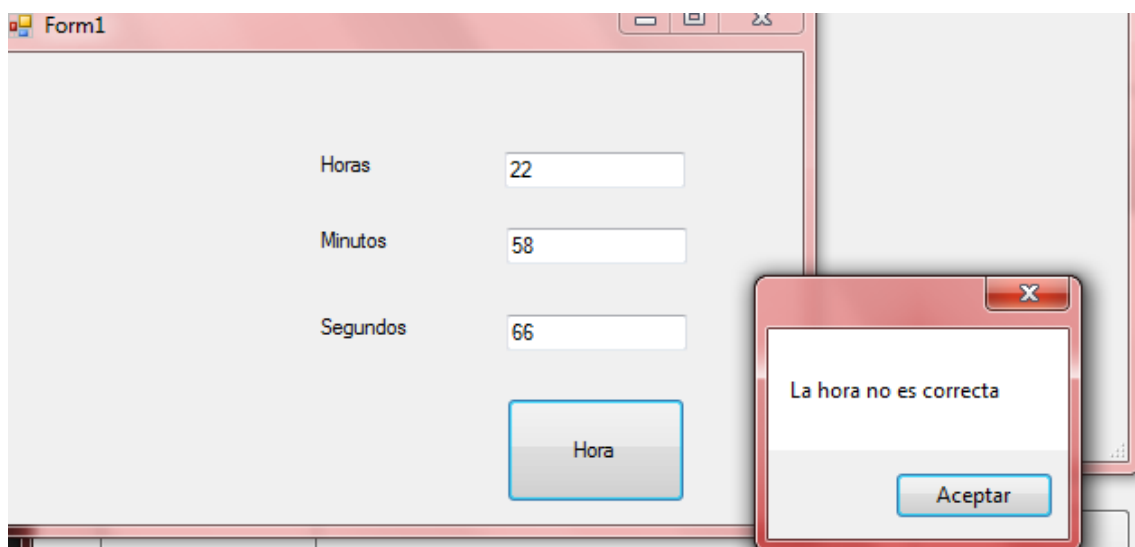 Form1
Horas 22
Minutos 58
Segundos 66
Hora
La hora no es correcta
Aceptar